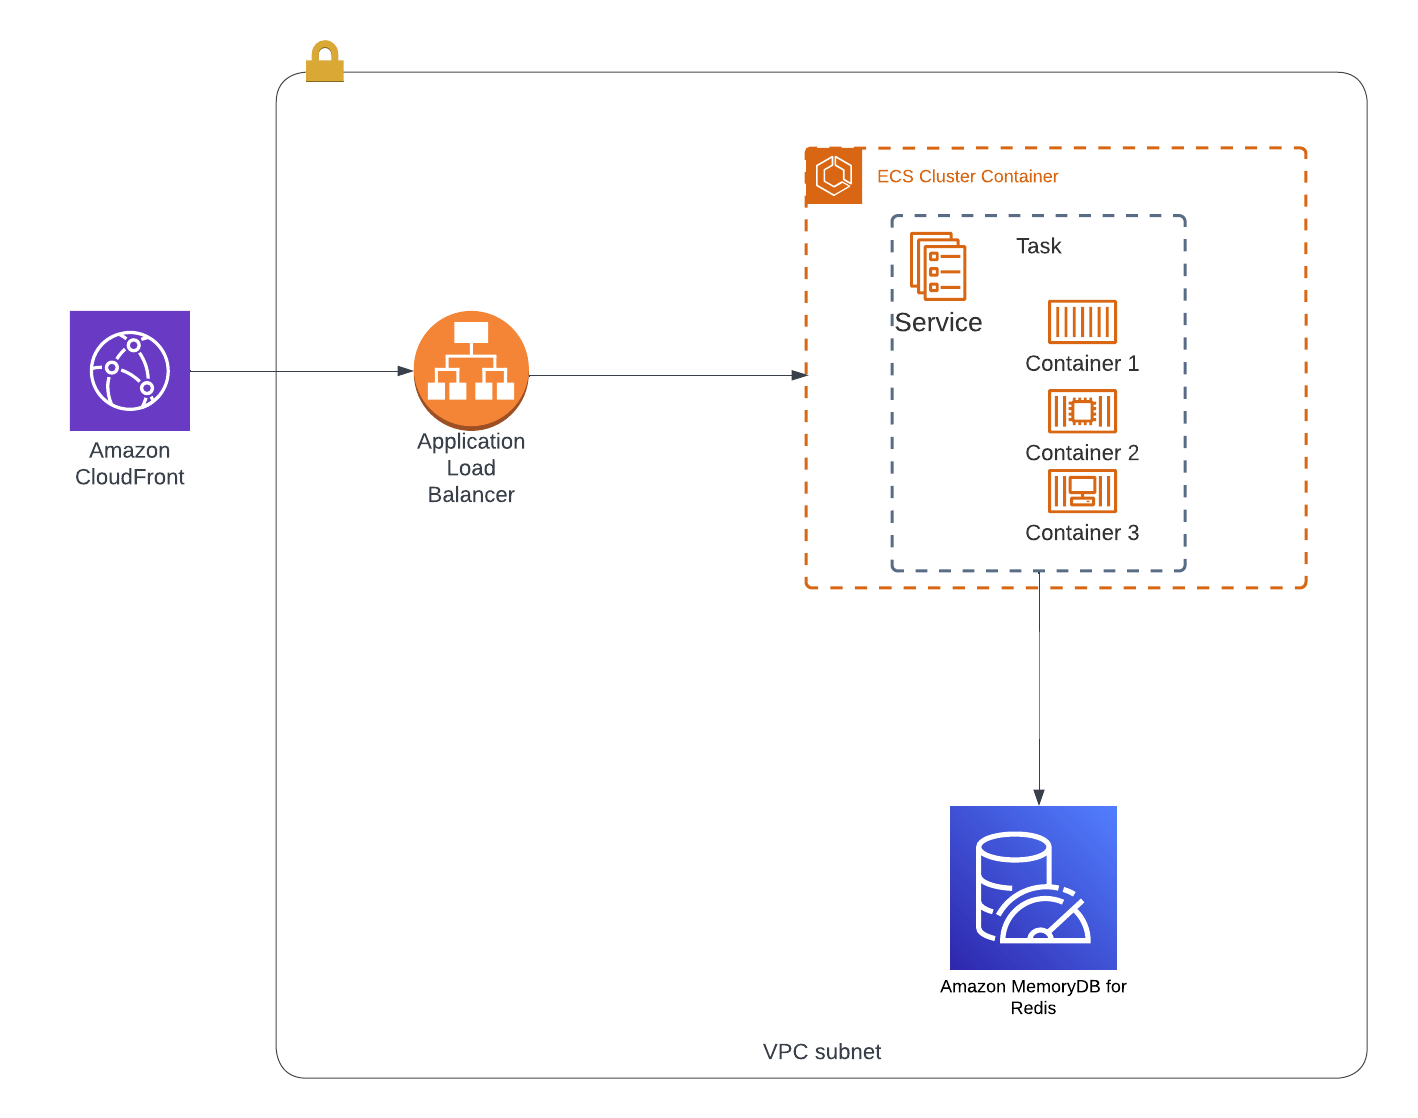 ECS Cluster Container
Task
Service
Container 1
Container 2
Container 3
Amazon
CloudFront
Application
Load
Balancer
Amazon MemoryDB for
Redis
VPC subnet